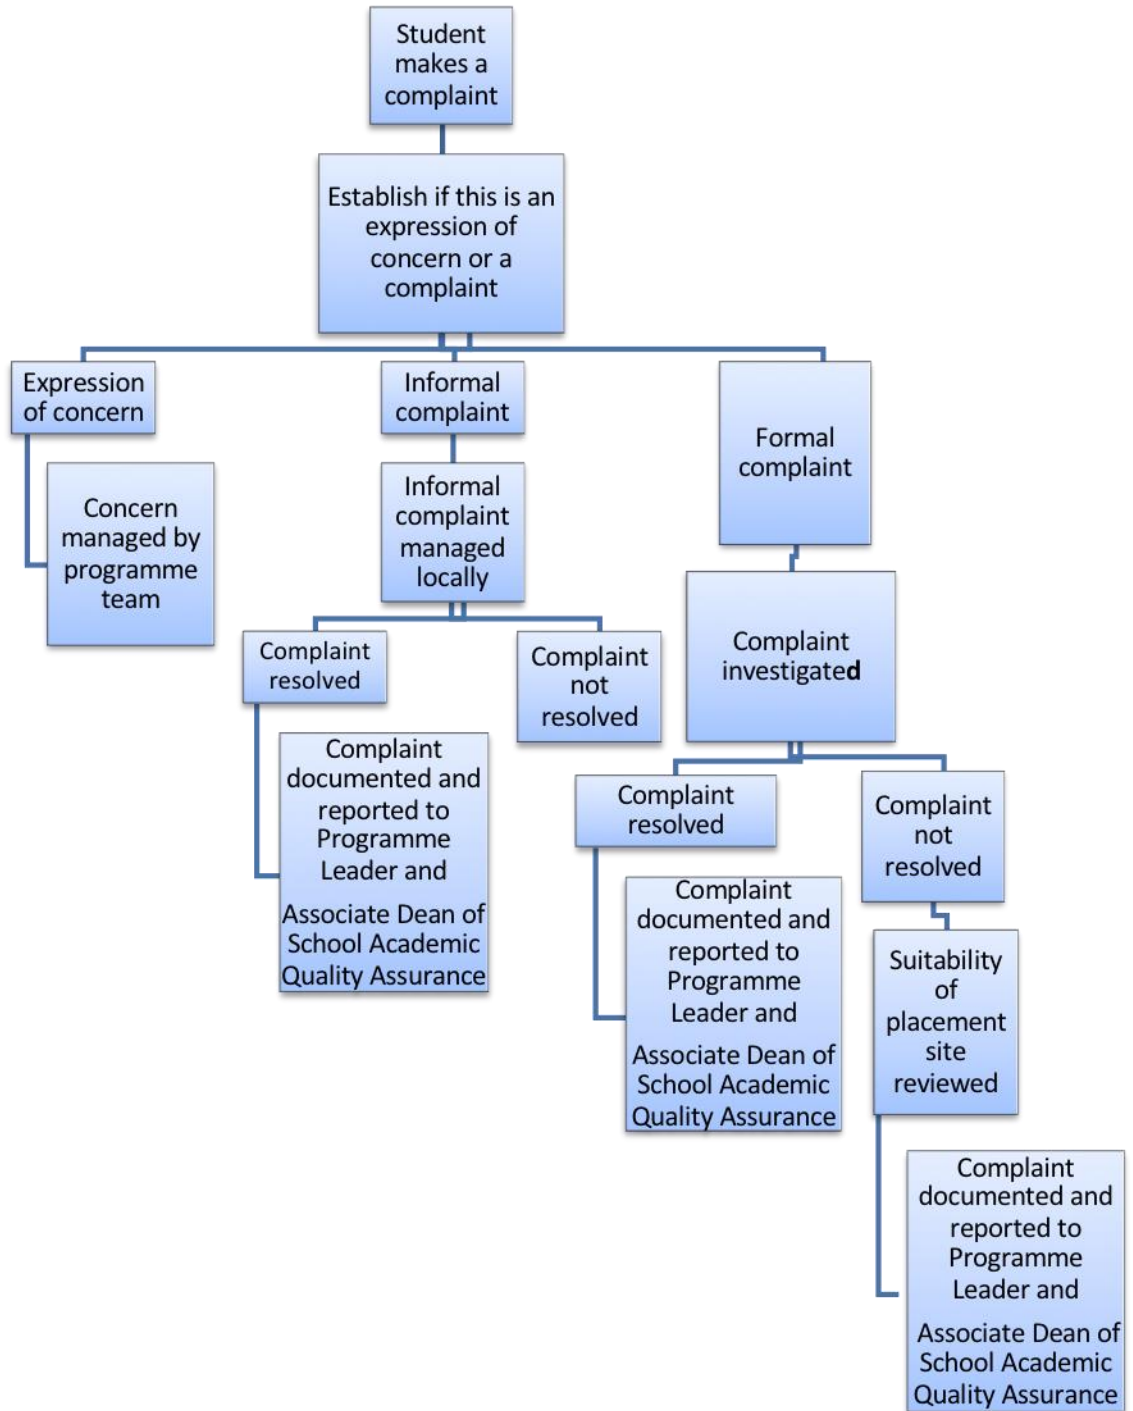 Student
makes a
complaint
Establish if this is an
expression of
concern or a
complaint
Expression
of concern
Concern
managed by
programme
team
Informal
complaint
Informal
complaint
managed
locally
Complaint
resolved
Complaint
documented and
reported to
Programme
Leader and
Associate Dean of
School Academic
Quality Assurance
Complaint
not
resolved
Formal
complaint
Complaint
investigated
Complaint
resolved
Complaint
documented and
reported to
Programme
Leader and
Associate Dean of
School Academic
Quality Assurance
Complaint
not
resolved
Suitability
of
placement
site
reviewed
Complaint
documented and
reported to
Programme
Leader and
Associate Dean of
School Academic
Quality Assurance